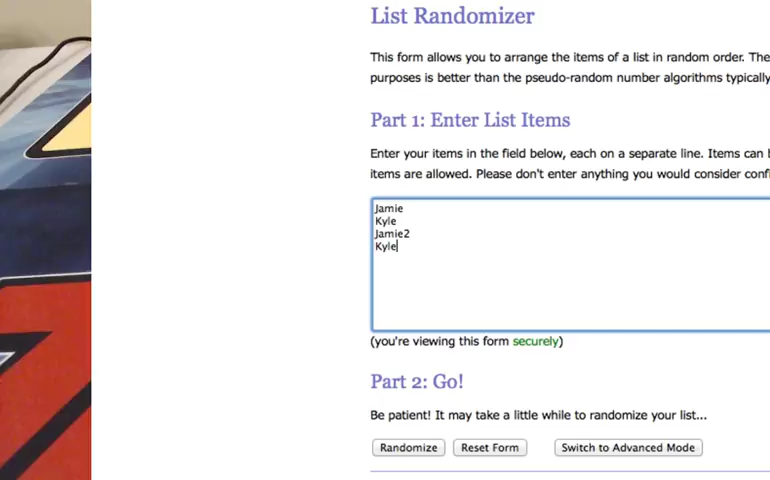 List Randomizer
This form allows you to arrange the items of a list in random order. The
purposes is better than the pseudo-random number algorithms typically
Part 1: Enter List Items
Enter your items in the field below, each on a separate line. Items can
items are allowed. Please don't enter anything you would consider
Jamie
Kyle
Jamie2
Kyle
(you're viewing this form securely)
Part 2: Go!
Be patient! It may take a little while to randomize your list...
Randomize Reset Form Switch to Advanced Mode